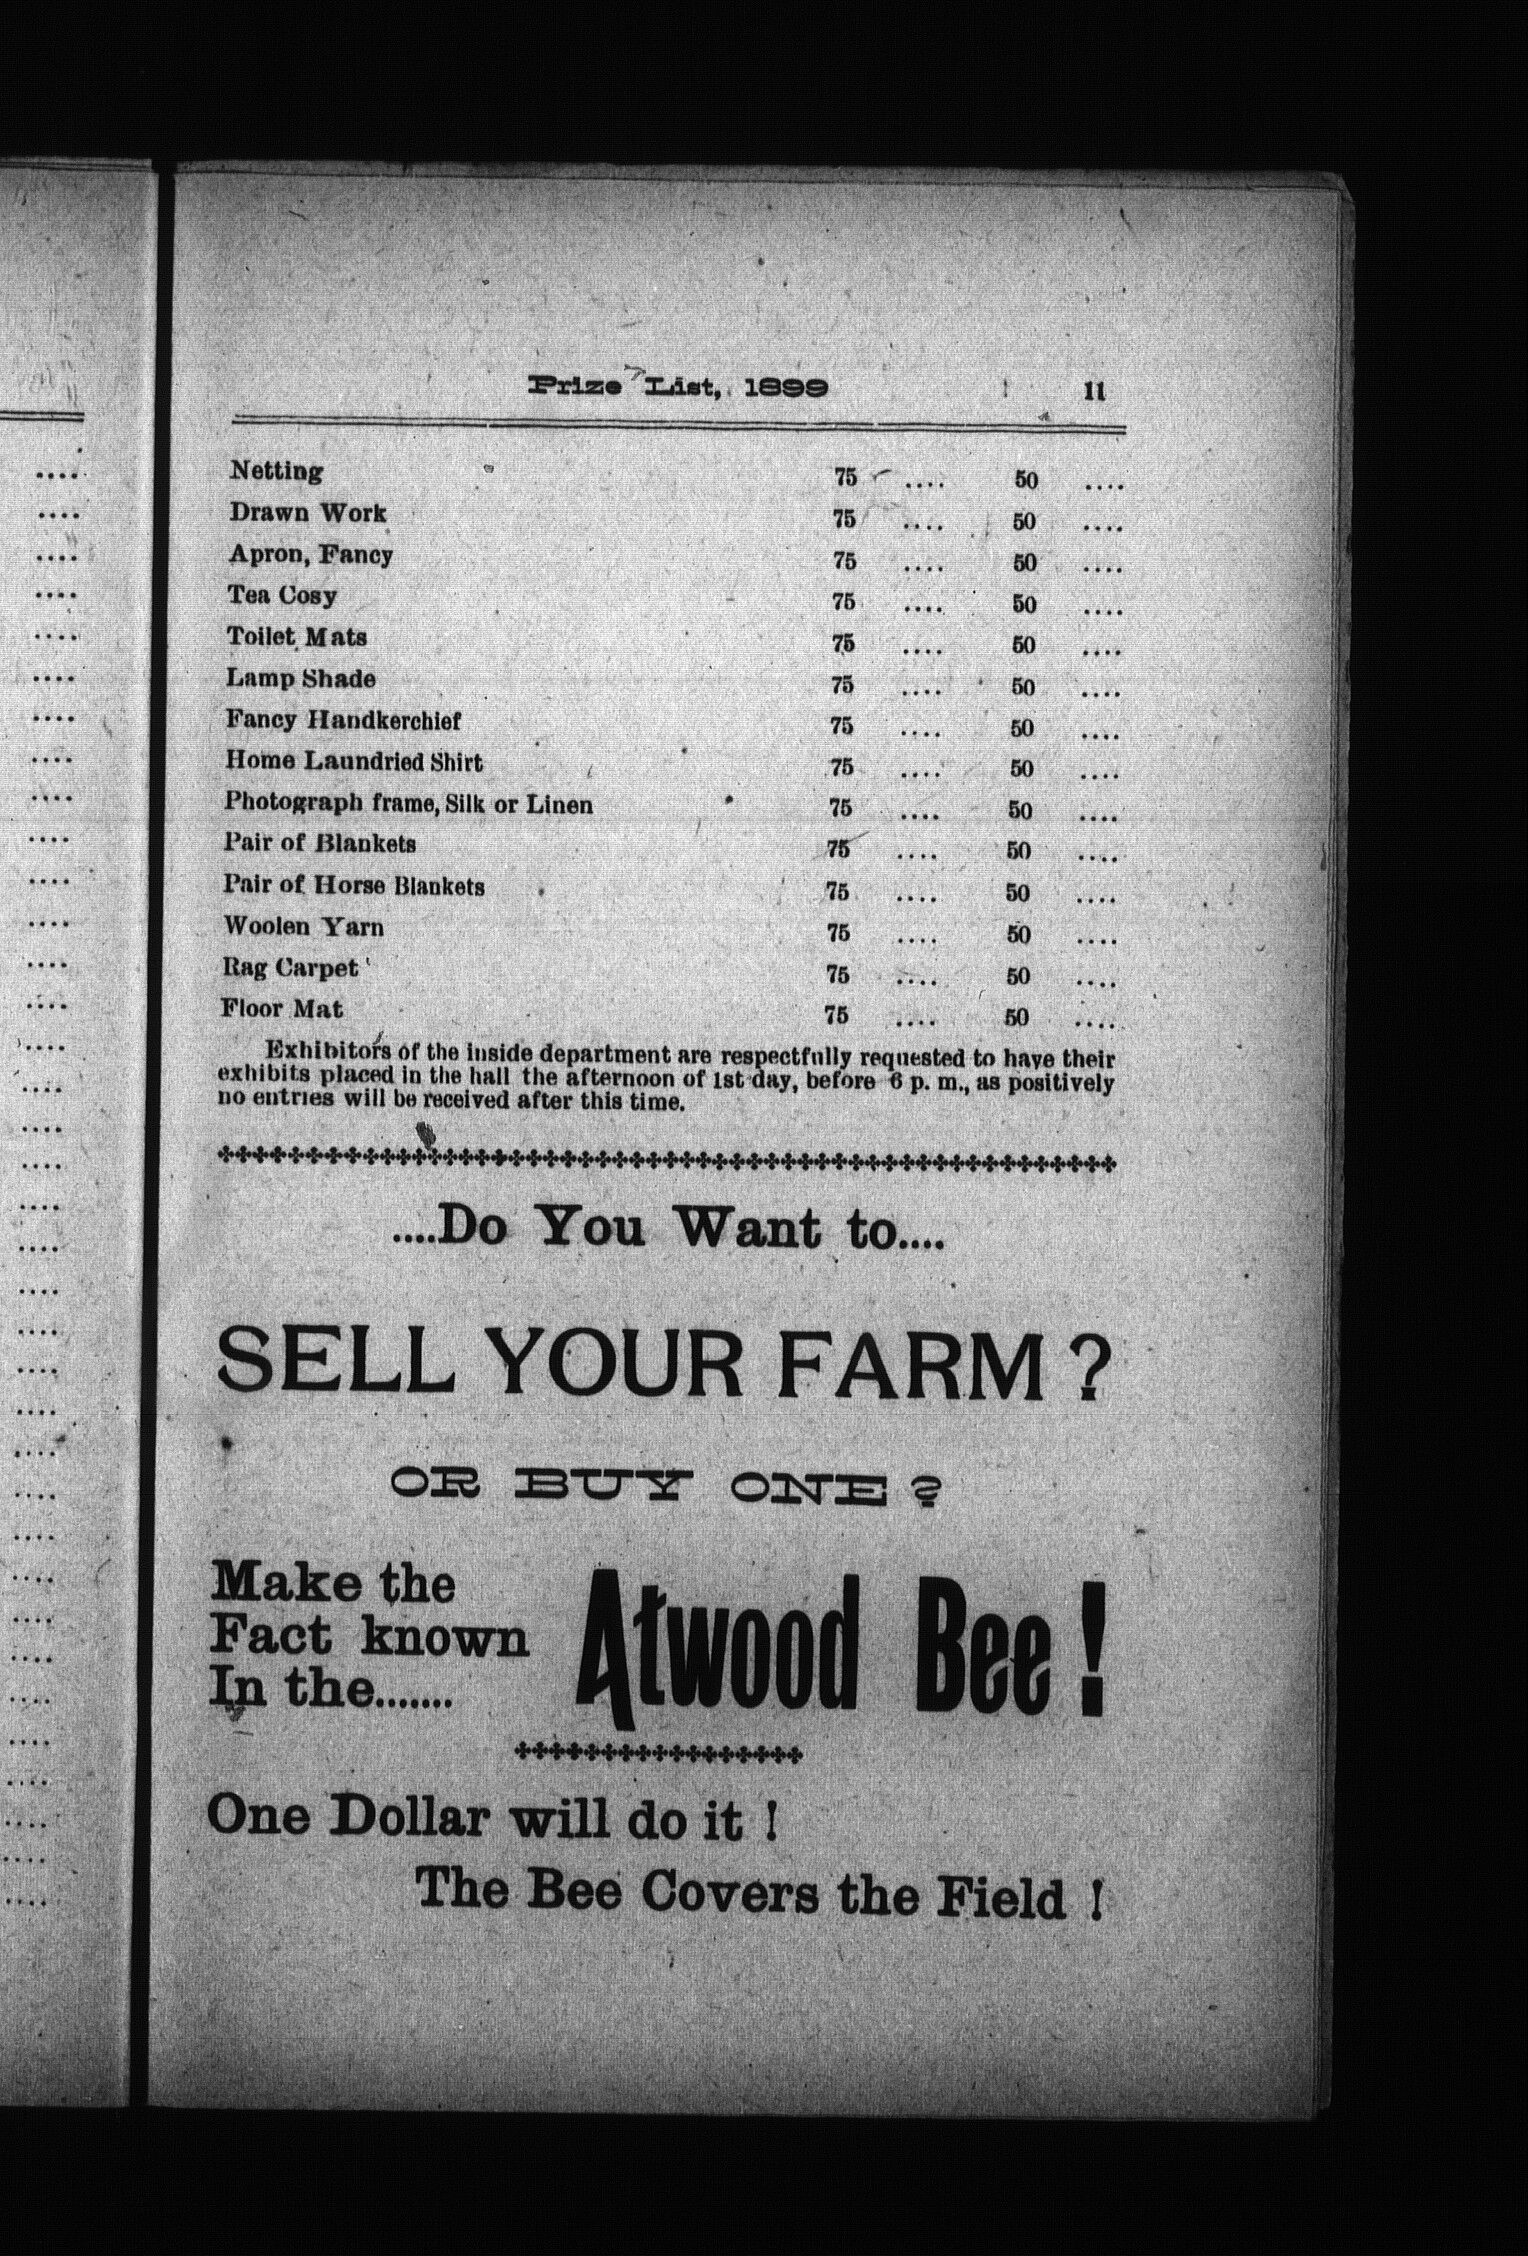 Prize List, 1899 11
Netting 75 .... 50 ....
Drawn Work 75 .... 50 ....
Apron, Fancy 75 .... 50 ....
Tea Cosy 75 .... 50 ....
Toilet Mats 75 .... 50 ....
Lamp Shade 75 .... 50 ....
Fancy Handkerchief 75 .... 50 ....
Home Laundried Shirt 75 .... 50 ....
Photograph frame, Silk or Linen 75 .... 50 ....
Pair of Blankets 75 .... 50 ....
Pair of Horse Blankets 75 .... 50 ....
Woolen Yarn 75 .... 50 ....
Rag Carpet 75 .... 50 ....
Floor Mat 75 .... 50 ....
Exhibitors of the inside department are respectfully requested to have their
exhibits placed in the hall the afternoon of 1st day, before 6 p. m., as positively
no entries will be received after this time.
....Do You Want to....
SELL YOUR FARM ?
OR BUY ONE ?
Make the
Fact known
In the.......
Atwood Bee !
One Dollar will do it !
The Bee Covers the Field !